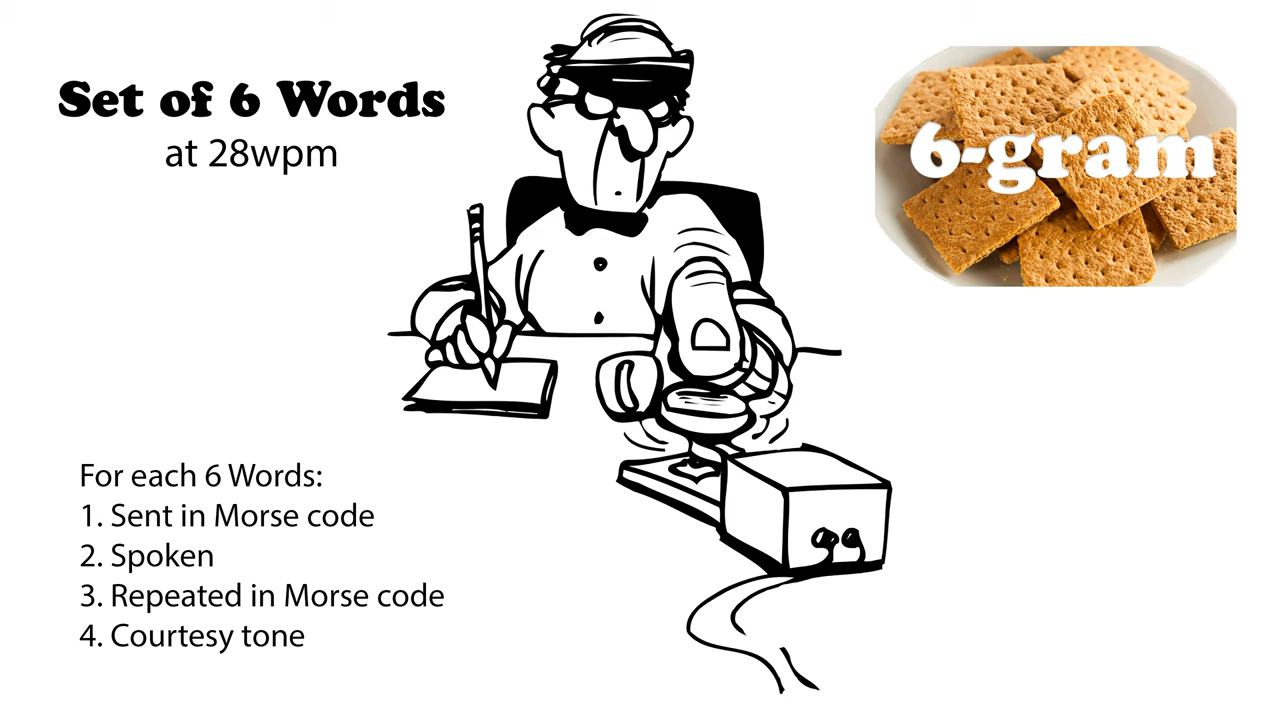 Set of 6 Words
at 28wpm
6-gram
For each 6 Words:
1. Sent in Morse code
2. Spoken
3. Repeated in Morse code
4. Courtesy tone